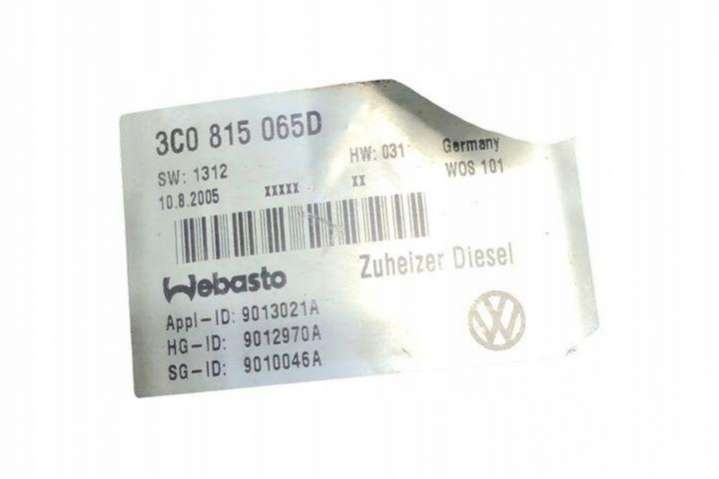 3C0 815 065D
SW: 1312 HW: 031 Germany
10.8.2005 XXXXX XX WOS 101
Webasto Zuheizer Diesel
Appl-ID: 9013021A
HG-ID: 9012970A
SG-ID: 9010046A